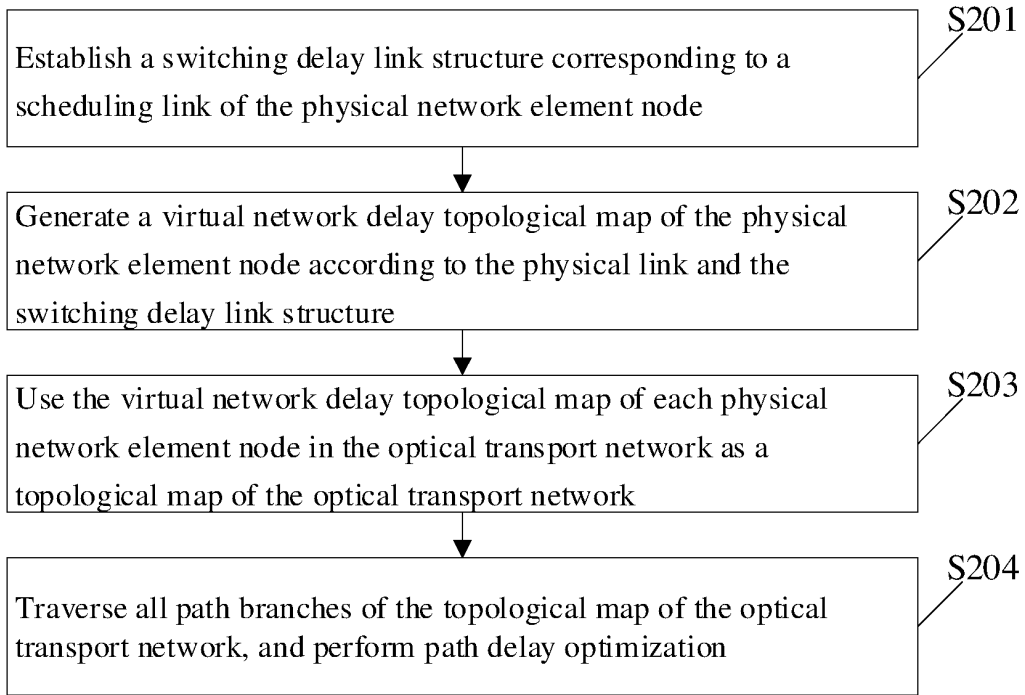 S201
Establish a switching delay link structure corresponding to a
scheduling link of the physical network element node
S202
Generate a virtual network delay topological map of the physical
network element node according to the physical link and the
switching delay link structure
S203
Use the virtual network delay topological map of each physical
network element node in the optical transport network as a
topological map of the optical transport network
S204
Traverse all path branches of the topological map of the optical
transport network, and perform path delay optimization